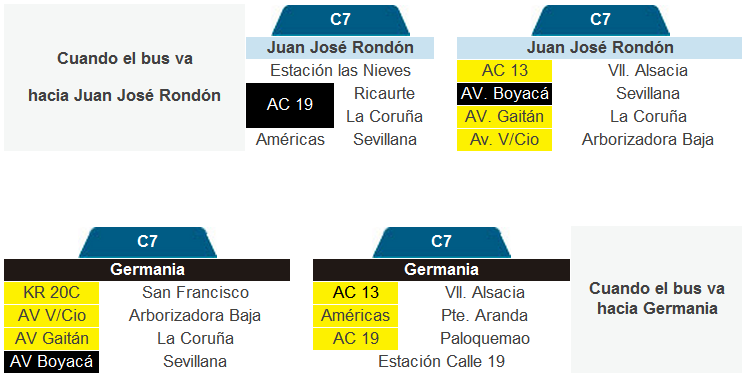 Cuando el bus va
hacia Juan José Rondón
C7
Juan José Rondón
Estación las Nieves
AC 19 Ricaurte
La Coruña
Américas Sevillana
C7
Juan José Rondón
AC 13 Vll. Alsacia
AV. Boyacá Sevillana
AV. Gaitán La Coruña
Av. V/Cio Arborizadora Baja
C7
Germania
KR 20C San Francisco
AV V/Cio Arborizadora Baja
AV Gaitán La Coruña
AV Boyacá Sevillana
C7
Germania
AC 13 Vll. Alsacia
Américas Pte. Aranda
AC 19 Paloquemao
Estación Calle 19
Cuando el bus va
hacia Germania